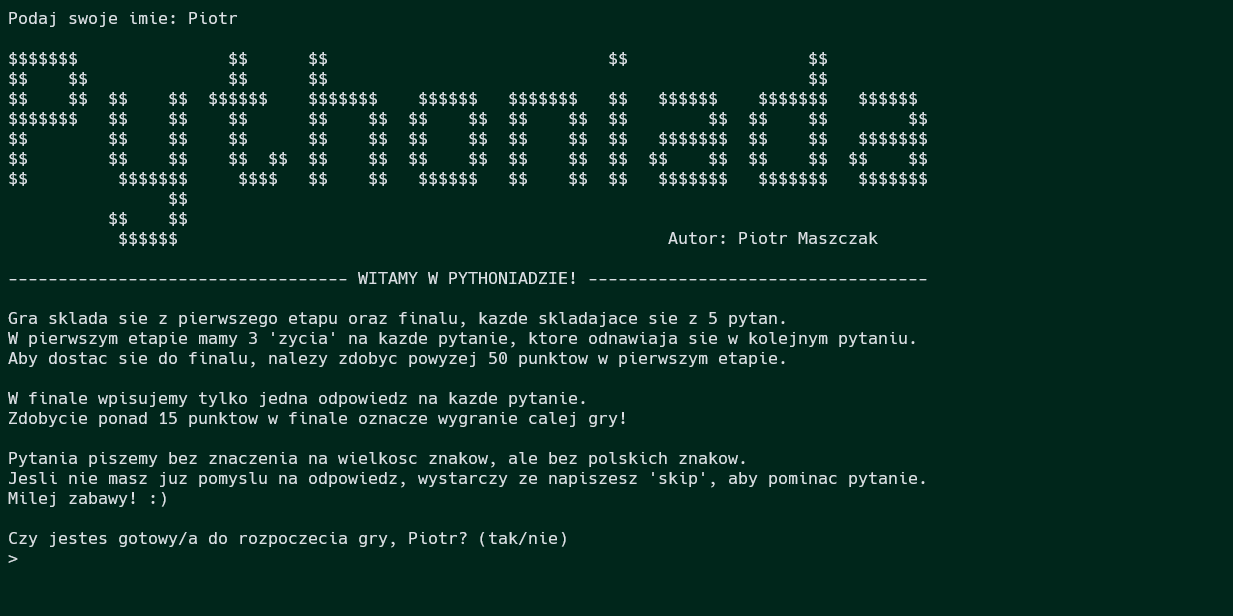 Podaj swoje imie: Piotr
Pythoniada
Autor: Piotr Maszczak
---------------------------------- WITAMY W PYTHONIADZIE! ----------------------------------
Gra sklada sie z pierwszego etapu oraz finalu, kazde skladajace sie z 5 pytan.
W pierwszym etapie mamy 3 'zycia' na kazde pytanie, ktore odnawiaja sie w kolejnym pytaniu.
Aby dostac sie do finalu, nalezy zdobyc powyzej 50 punktow w pierwszym etapie.
W finale wpisujemy tylko jedna odpowiedz na kazde pytanie.
Zdobycie ponad 15 punktow w finale oznacze wygranie calej gry!
Pytania piszemy bez znaczenia na wielkosc znakow, ale bez polskich znakow.
Jesli nie masz juz pomyslu na odpowiedz, wystarczy ze napiszesz 'skip', aby pominac pytanie.
Milej zabawy! :)
Czy jestes gotowy/a do rozpoczecia gry, Piotr? (tak/nie)
>